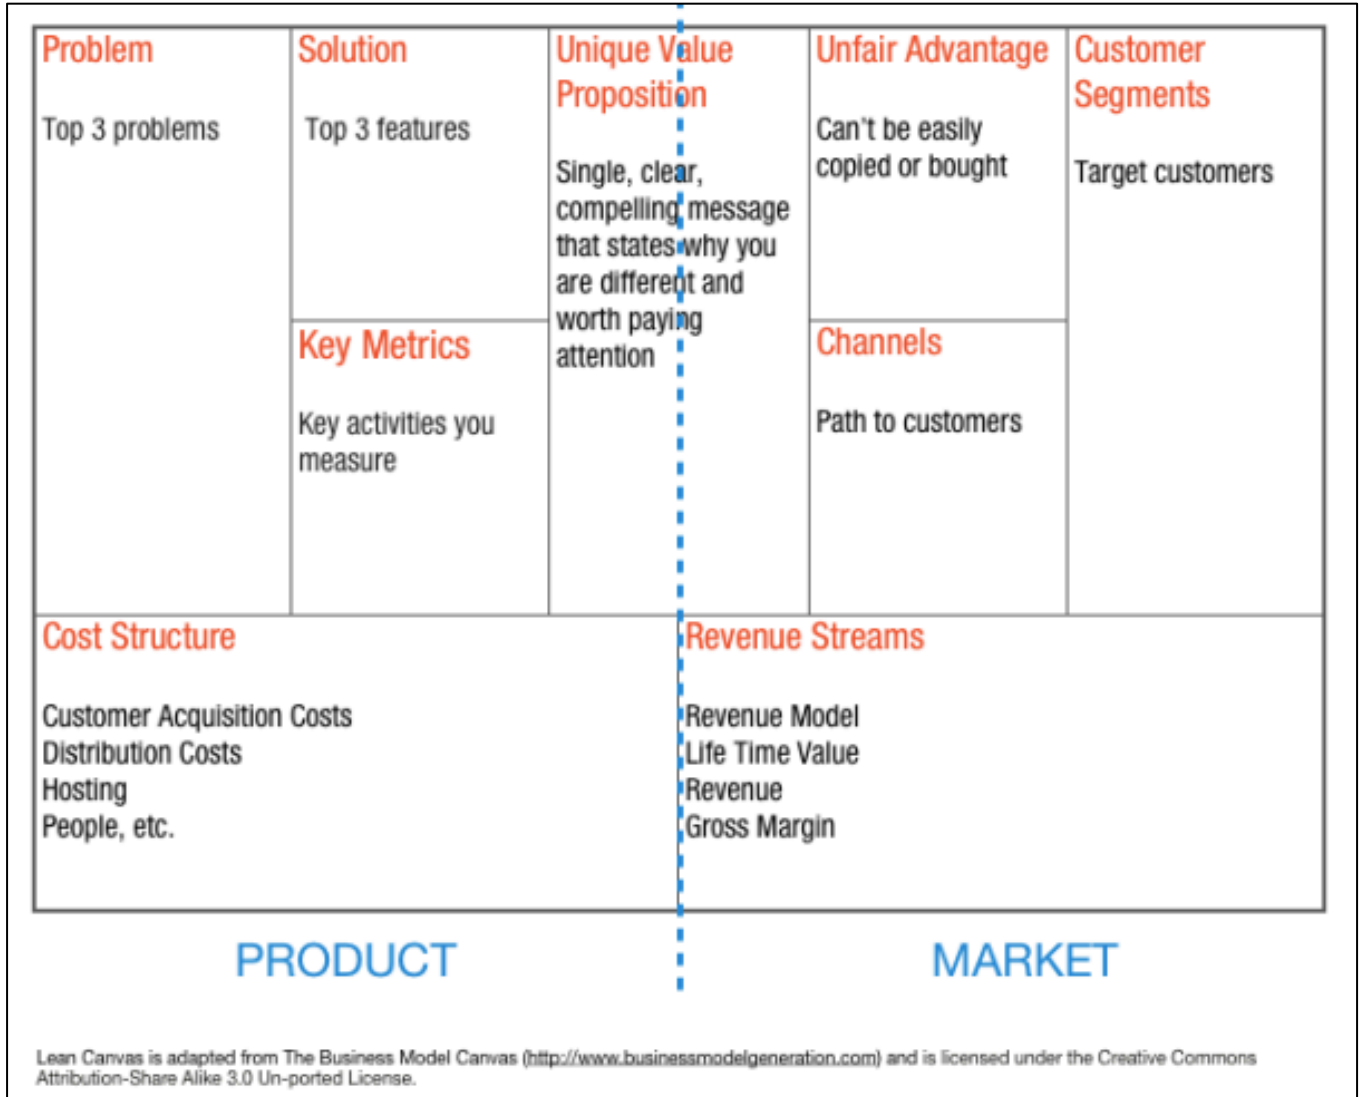 Problem
Top 3 problems
Solution
Top 3 features
Key Metrics
Key activities you
measure
Unique Value
Proposition
Single, clear,
compelling message
that states why you
are different and
worth paying
attention
Unfair Advantage
Can't be easily
copied or bought
Channels
Path to customers
Customer
Segments
Target customers
Cost Structure
Customer Acquisition Costs
Distribution Costs
Hosting
People, etc.
Revenue Streams
Revenue Model
Life Time Value
Revenue
Gross Margin
PRODUCT
MARKET
Lean Canvas is adapted from The Business Model Canvas (http://www.businessmodelgeneration.com) and is licensed under the Creative Commons
Attribution-Share Alike 3.0 Un-ported License.